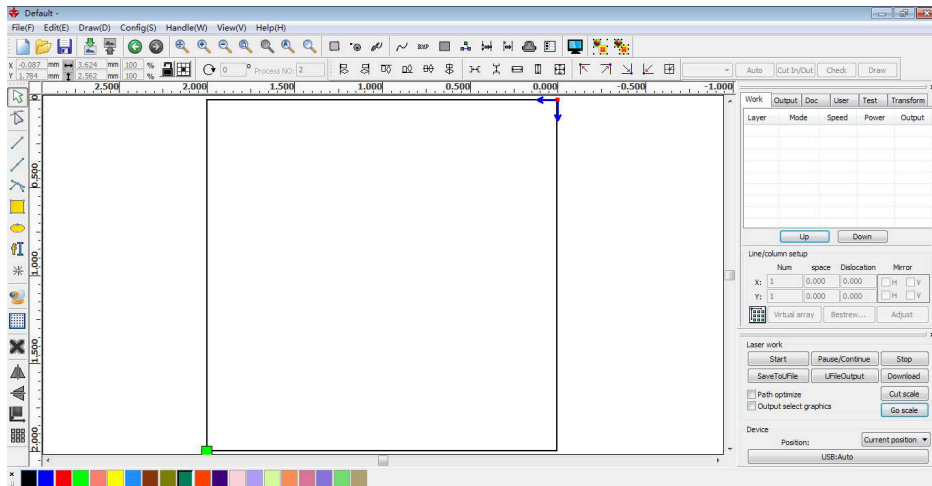 Default -
File(F) Edit(E) Draw(D) Config(S) Handle(W) View(V) Help(H)
X -0.087 mm 3.624 mm 100 % 0 ° Process NO: 2 Auto Cut In/Out Check Draw
Y 1.784 mm 2.562 mm 100 %
2.500 2.000 1.500 1.000 0.500 0.000 -0.500 -1.000
0
0.500
1.000
1.500
2.000
Work Output Doc User Test Transform
Layer Mode Speed Power Output
Up Down
Line/column setup
Num space Dislocation Mirror
X: 1 0.000 0.000 H V
Y: 1 0.000 0.000 H V
Virtual array Bestrew... Adjust
Laser work
Start Pause/Continue Stop
SaveToUFile UFileOutput Download
Path optimize Cut scale
Output select graphics Go scale
Device
Position: Current position
USB:Auto